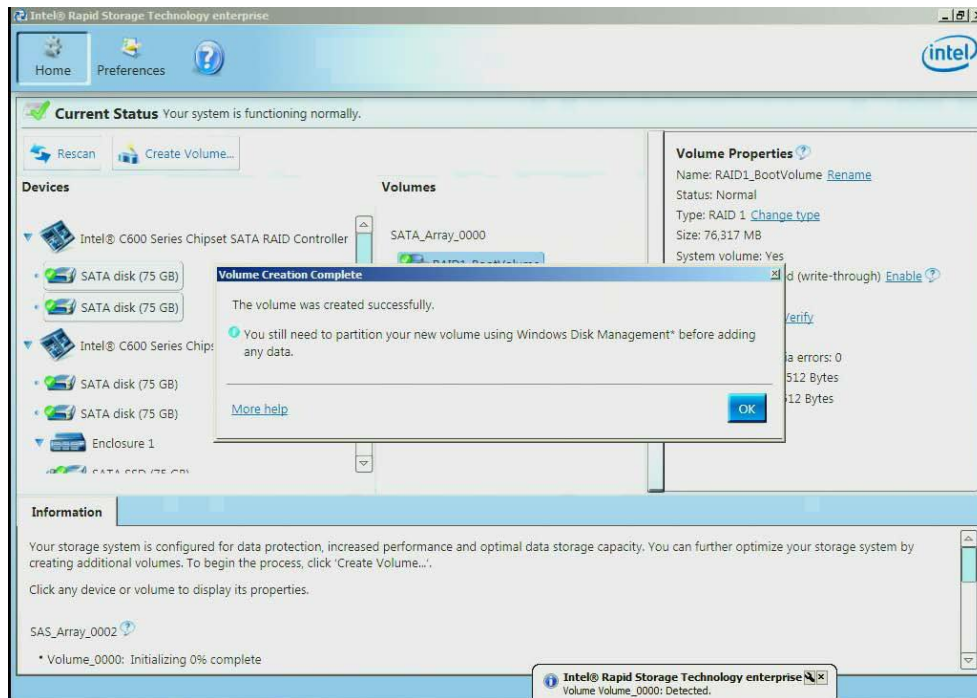 Intel® Rapid Storage Technology enterprise
Home
Preferences
intel
Current Status Your system is functioning normally.
Rescan
Create Volume...
Devices
Intel® C600 Series Chipset SATA RAID Controller
SATA disk (75 GB)
SATA disk (75 GB)
Intel® C600 Series Chips
SATA disk (75 GB)
SATA disk (75 GB)
Enclosure 1
SATA SSD (75 GB)
Volumes
SATA_Array_0000
RAID1_BootVolume
Volume Properties
Name: RAID1_BootVolume Rename
Status: Normal
Type: RAID 1 Change type
Size: 76,317 MB
System volume: Yes
d (write-through) Enable
Verify
ia errors: 0
512 Bytes
12 Bytes
Volume Creation Complete
The volume was created successfully.
You still need to partition your new volume using Windows Disk Management* before adding
any data.
More help
OK
Information
Your storage system is configured for data protection, increased performance and optimal data storage capacity. You can further optimize your storage system by
creating additional volumes. To begin the process, click 'Create Volume...'.
Click any device or volume to display its properties.
SAS_Array_0002
• Volume_0000: Initializing 0% complete
Intel® Rapid Storage Technology enterprise
Volume Volume_0000: Detected.